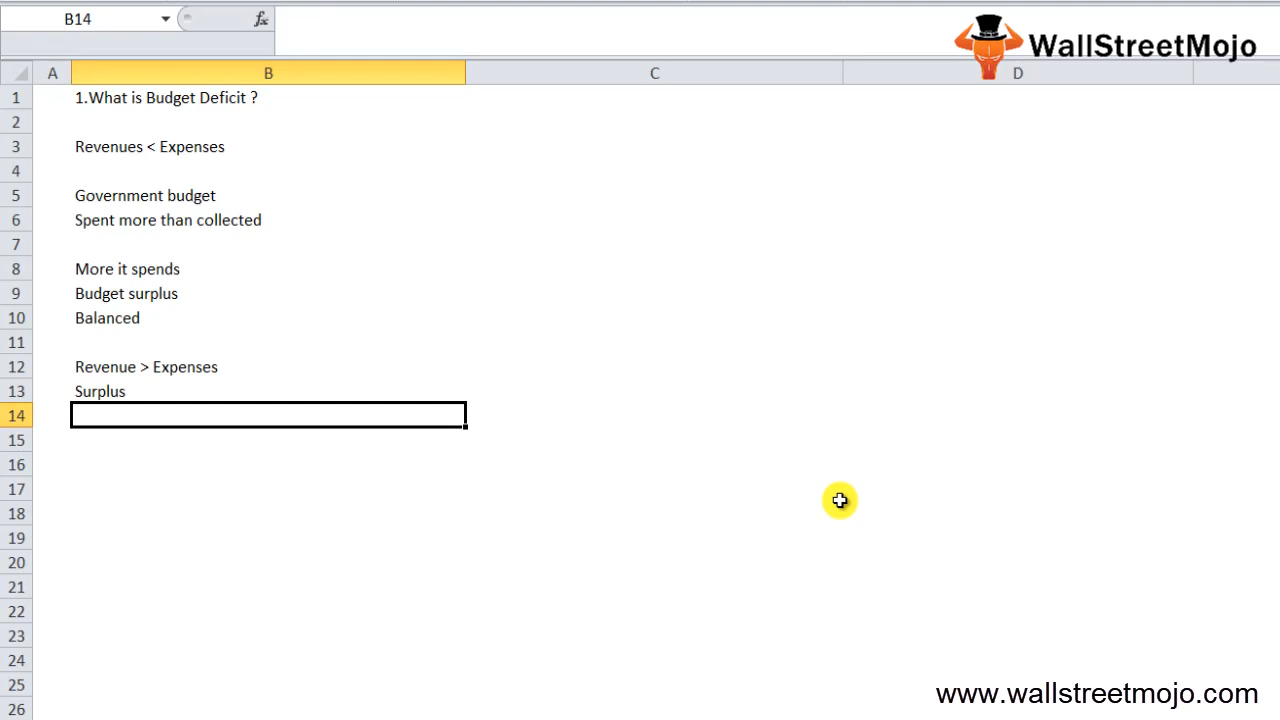 B14
fx
WallStreetMojo
A B C D
1 1.What is Budget Deficit ?
2
3 Revenues < Expenses
4
5 Government budget
6 Spent more than collected
7
8 More it spends
9 Budget surplus
10 Balanced
11
12 Revenue > Expenses
13 Surplus
14
15
16
17
18
19
20
21
22
23
24
25
26
www.wallstreetmojo.com